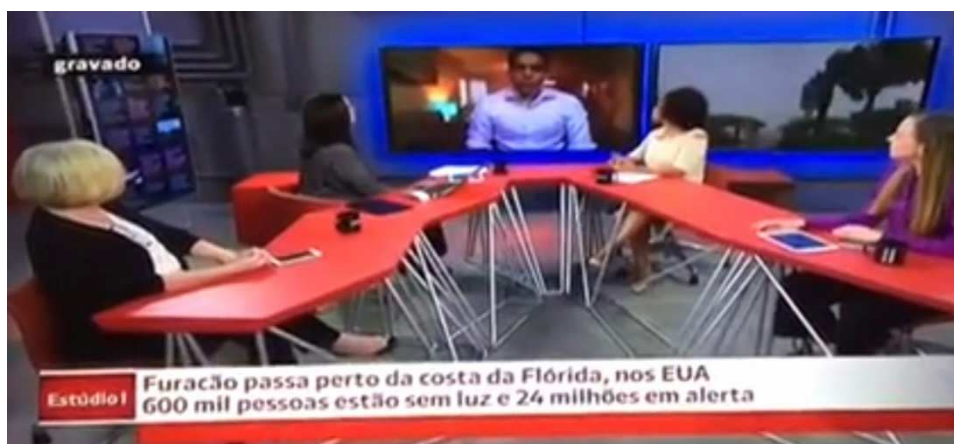 gravado
Estúdio I
Furacão passa perto da costa da Flórida, nos EUA
600 mil pessoas estão sem luz e 24 milhões em alerta